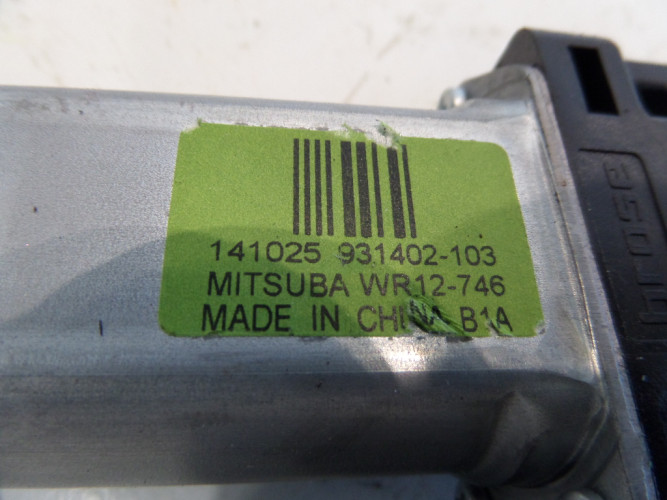 141025 931402-103
MITSUBA WR12-746
MADE IN CHINA B1A